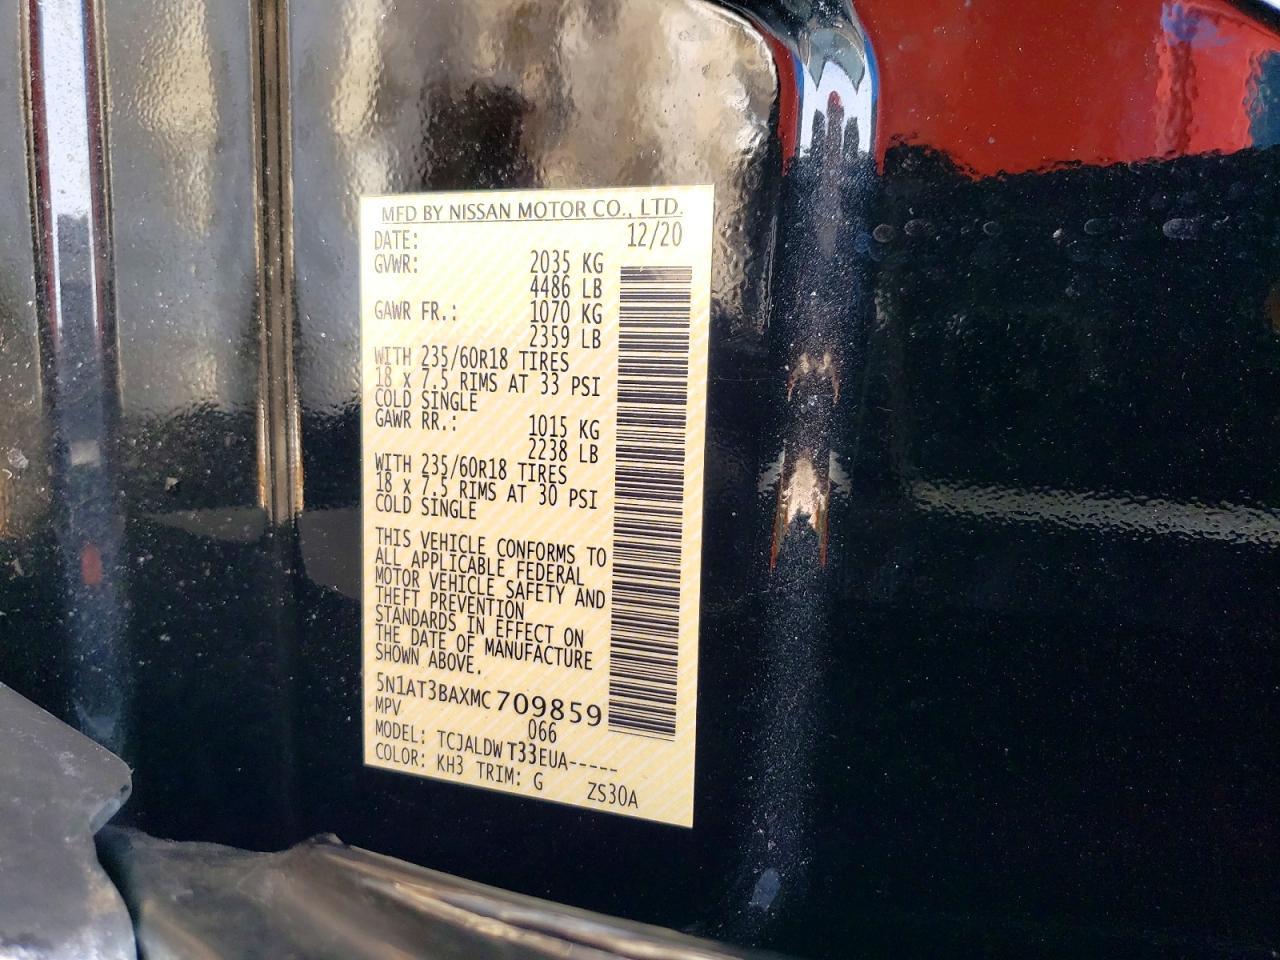 MFD BY NISSAN MOTOR CO., LTD.
DATE: 12/20
GVWR: 2035 KG
4486 LB
GAWR FR.: 1070 KG
2359 LB
WITH 235/60R18 TIRES
18 X 7.5 RIMS AT 33 PSI
COLD SINGLE
GAWR RR.: 1015 KG
2238 LB
WITH 235/60R18 TIRES
18 X 7.5 RIMS AT 30 PSI
COLD SINGLE
THIS VEHICLE CONFORMS TO
ALL APPLICABLE FEDERAL
MOTOR VEHICLE SAFETY AND
THEFT PREVENTION
STANDARDS IN EFFECT ON
THE DATE OF MANUFACTURE
SHOWN ABOVE.
5N1AT3BAXMC709859
MPV 066
MODEL: TCJALDWT33EUA-----
COLOR: KH3 TRIM: G ZS30A